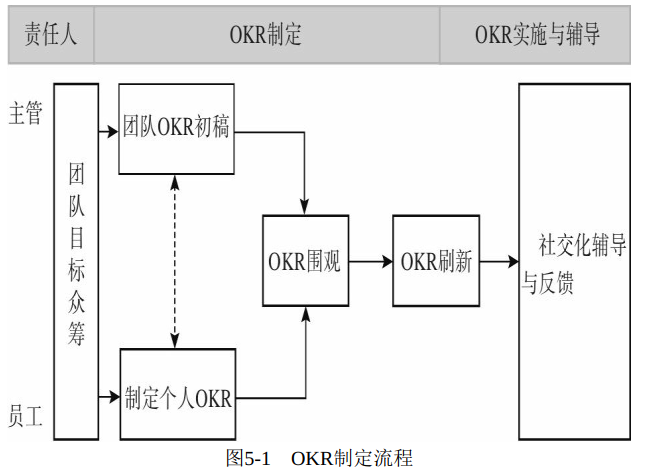 责任人
OKR制定
OKR实施与辅导
主管
团队目标众筹
团队OKR初稿
OKR围观
OKR刷新
社交化辅导
与反馈
制定个人OKR
员工
图5-1 OKR制定流程